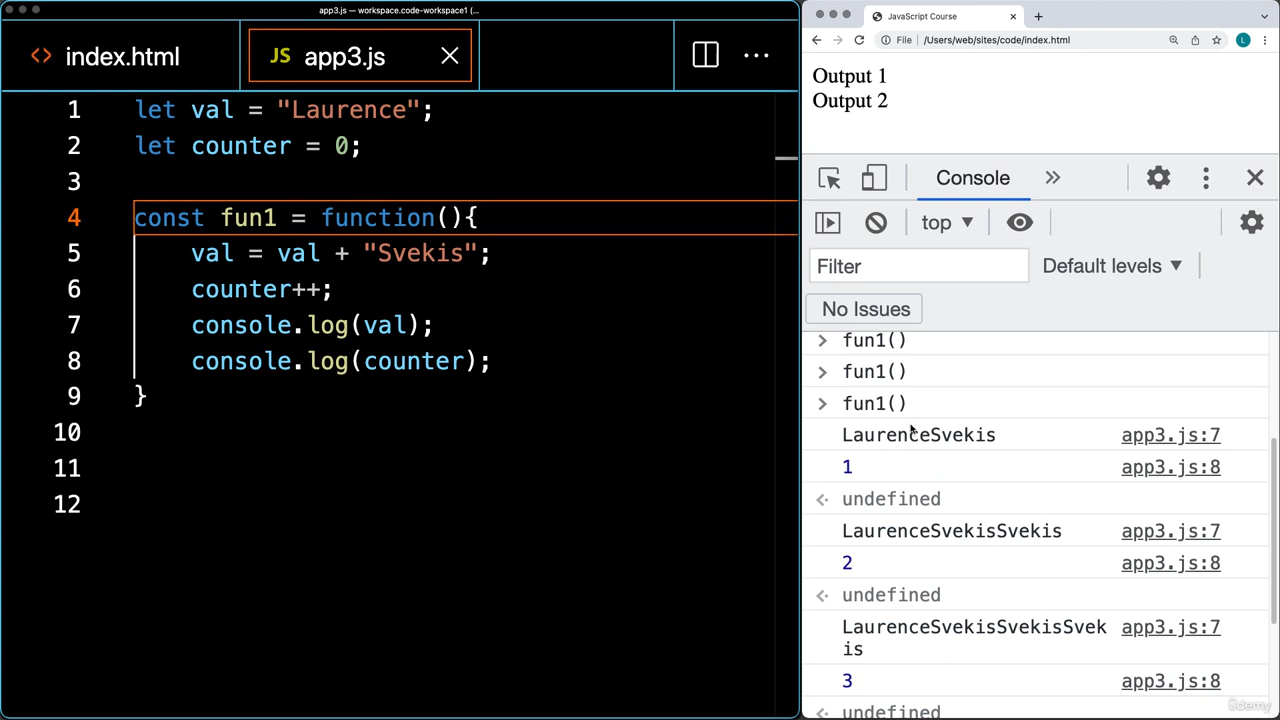 app3.js — workspace.code-workspace1 (…
index.html
JS app3.js
1 let val = "Laurence";
2 let counter = 0;
3
4 const fun1 = function(){
5 val = val + "Svekis";
6 counter++;
7 console.log(val);
8 console.log(counter);
9 }
10
11
12
JavaScript Course
File /Users/web/sites/code/index.html
L
Output 1
Output 2
Console
top
Filter
Default levels
No Issues
fun1()
fun1()
fun1()
LaurenceSvekis app3.js:7
1 app3.js:8
undefined
LaurenceSvekisSvekis app3.js:7
2 app3.js:8
undefined
LaurenceSvekisSvekisSvek app3.js:7
is
3 app3.js:8
undefined
ûdemy